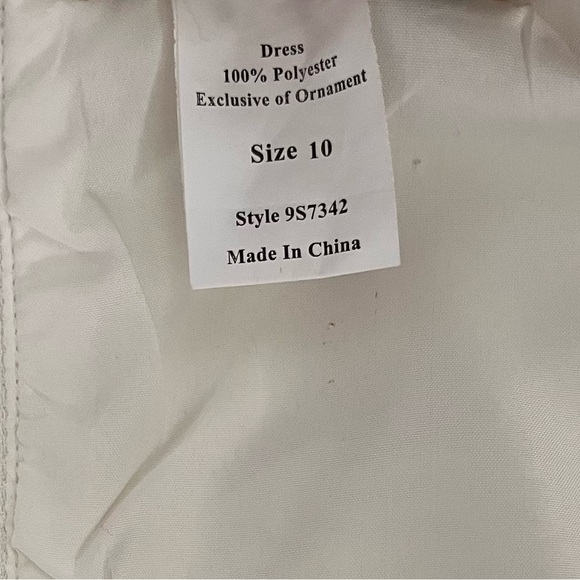 Dress
100% Polyester
Exclusive of Ornament
Size 10
Style 9S7342
Made In China